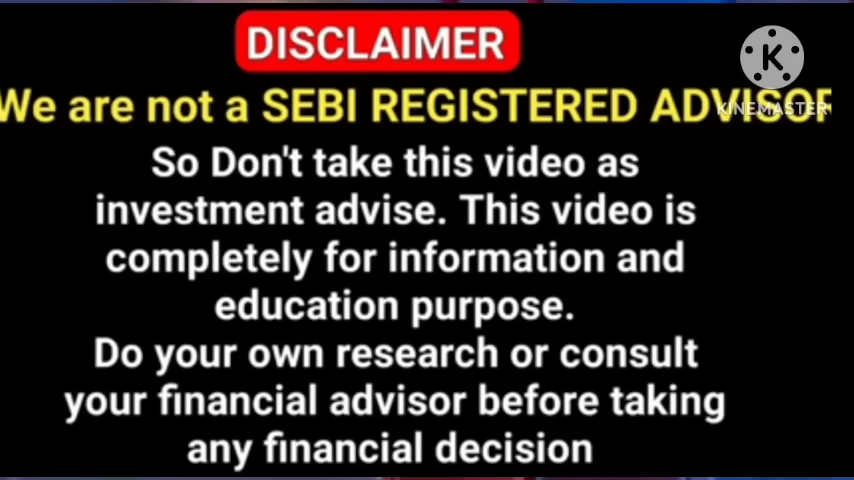 DISCLAIMER
We are not a SEBI REGISTERED ADVISOR
KINEMASTER
So Don't take this video as
investment advise. This video is
completely for information and
education purpose.
Do your own research or consult
your financial advisor before taking
any financial decision